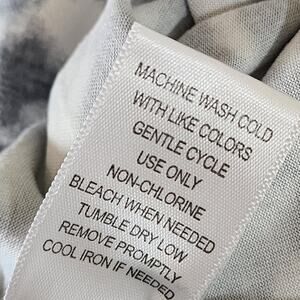 MACHINE WASH COLD
WITH LIKE COLORS
GENTLE CYCLE
USE ONLY
NON-CHLORINE
BLEACH WHEN NEEDED
TUMBLE DRY LOW
REMOVE PROMPTLY
COOL IRON IF NEEDED